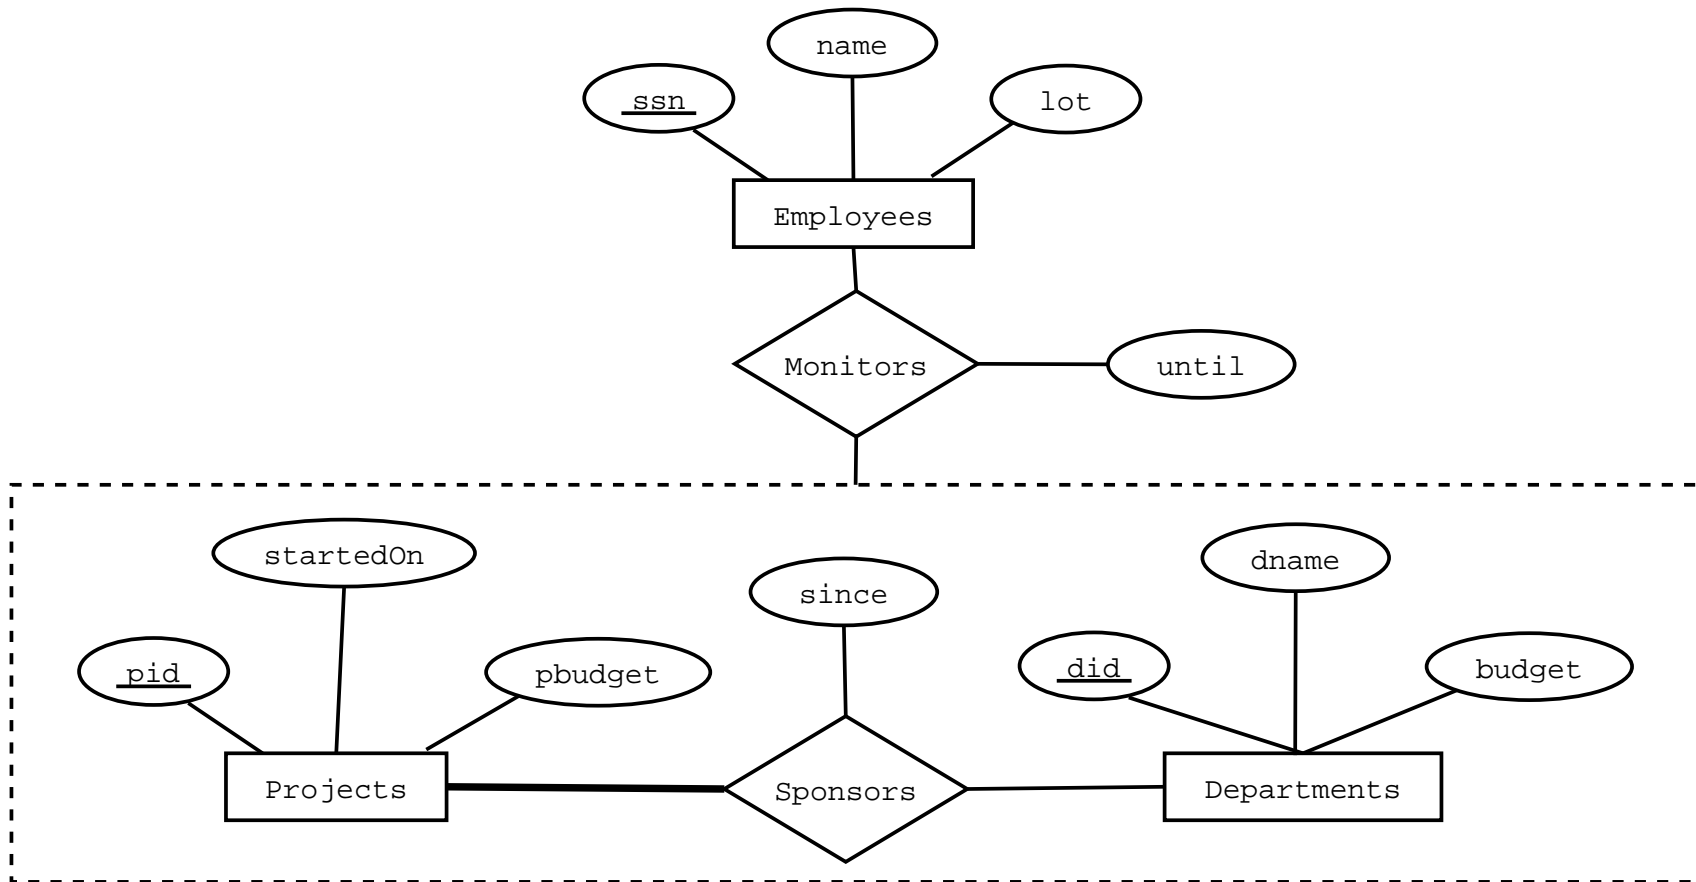 name
ssn
lot
Employees
Monitors
until
startedOn
dname
since
pid
pbudget
did
budget
Projects
Sponsors
Departments